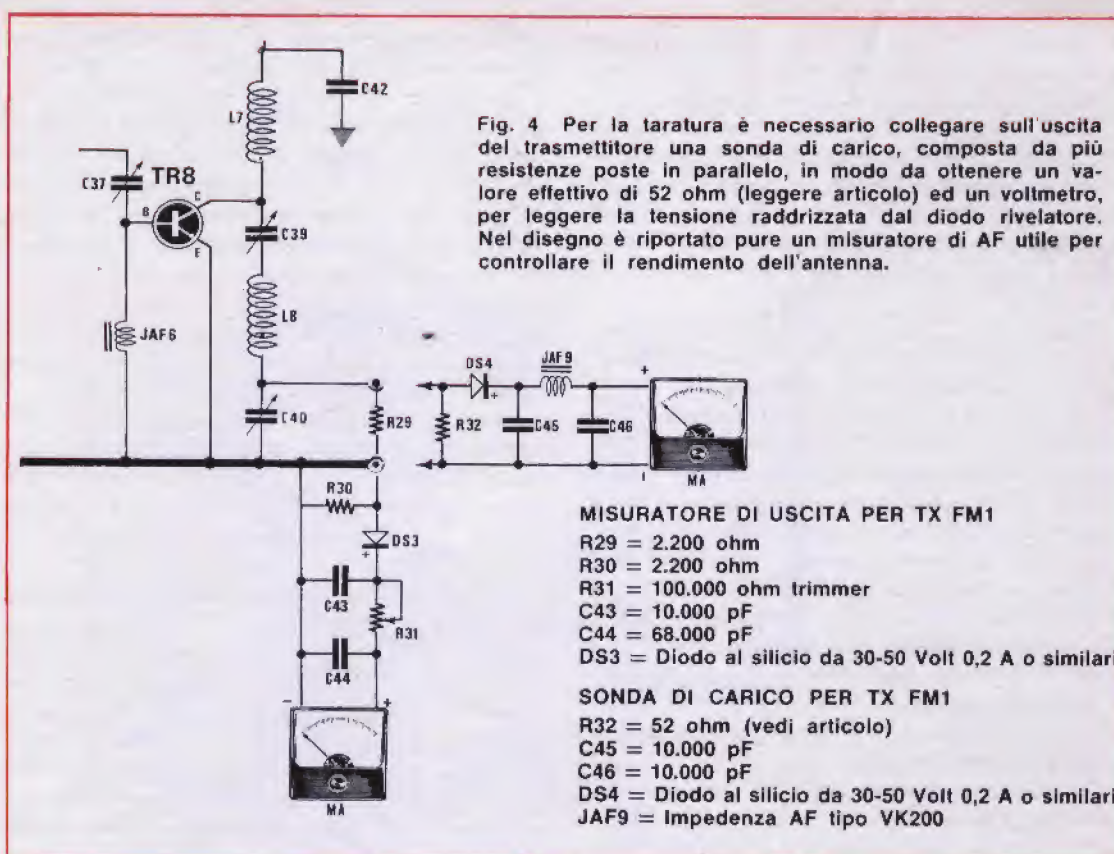 C42
L7
Fig. 4 Per la taratura è necessario collegare sull'uscita
del trasmettitore una sonda di carico, composta da più
resistenze poste in parallelo, in modo da ottenere un va-
lore effettivo di 52 ohm (leggere articolo) ed un voltmetro,
per leggere la tensione raddrizzata dal diodo rivelatore.
Nel disegno è riportato pure un misuratore di AF utile per
controllare il rendimento dell'antenna.
C37
TR8
B
C
E
C39
L8
JAF6
C40
R29
DS4
+
JAF9
R32
C45
C46
+
-
MA
R30
DS3
+
C43
R31
C44
-
+
MA
MISURATORE DI USCITA PER TX FM1
R29 = 2.200 ohm
R30 = 2.200 ohm
R31 = 100.000 ohm trimmer
C43 = 10.000 pF
C44 = 68.000 pF
DS3 = Diodo al silicio da 30-50 Volt 0,2 A o similari
SONDA DI CARICO PER TX FM1
R32 = 52 ohm (vedi articolo)
C45 = 10.000 pF
C46 = 10.000 pF
DS4 = Diodo al silicio da 30-50 Volt 0,2 A o similari
JAF9 = Impedenza AF tipo VK200